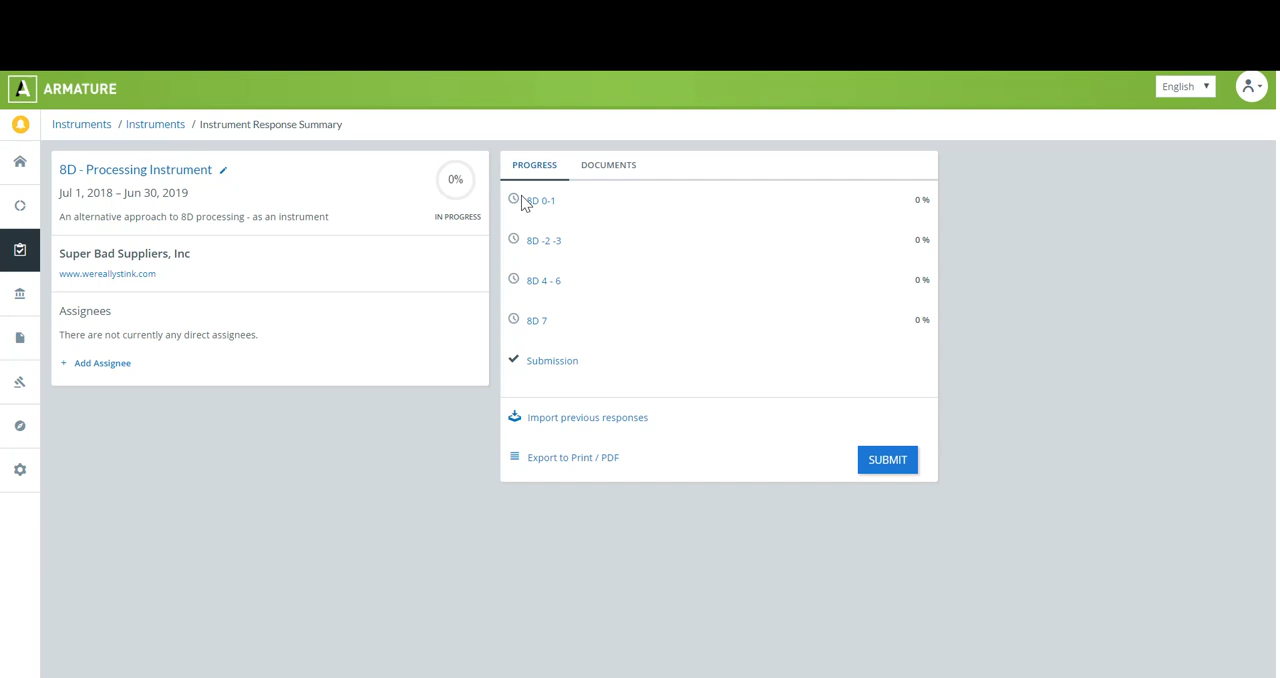 ARMATURE
English
Instruments / Instruments / Instrument Response Summary
8D - Processing Instrument
Jul 1, 2018 – Jun 30, 2019
0%
An alternative approach to 8D processing - as an instrument
IN PROGRESS
Super Bad Suppliers, Inc
www.wereallystink.com
Assignees
There are not currently any direct assignees.
+ Add Assignee
PROGRESS DOCUMENTS
8D 0-1 0 %
8D -2 -3 0 %
8D 4 - 6 0 %
8D 7 0 %
Submission
Import previous responses
Export to Print / PDF
SUBMIT